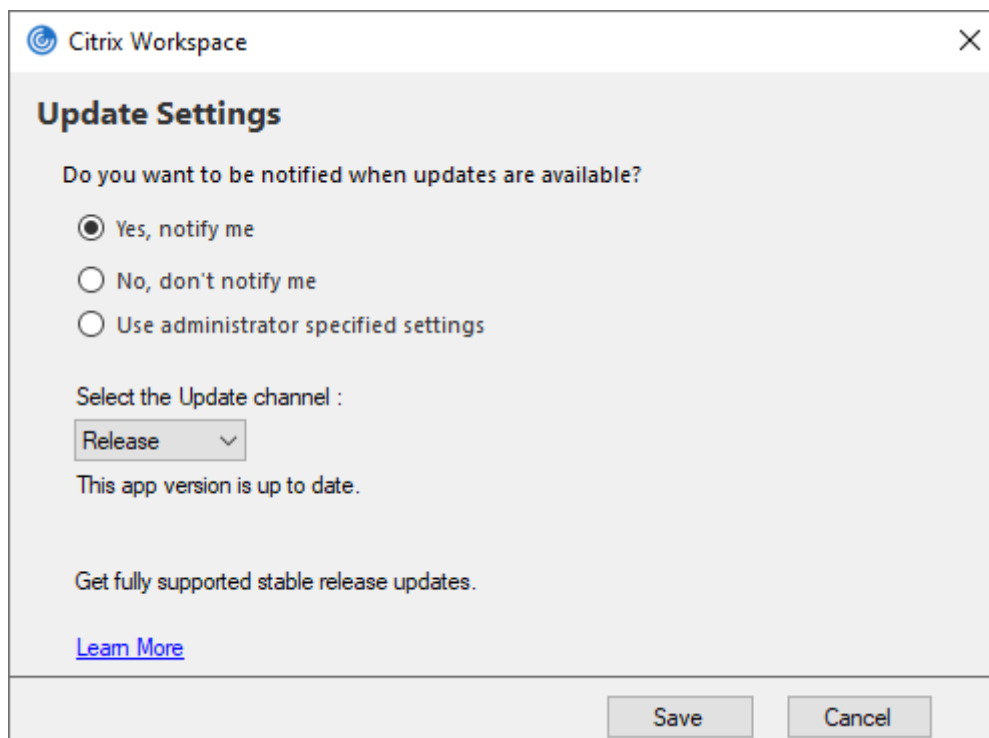 Citrix Workspace
Update Settings
Do you want to be notified when updates are available?
Yes, notify me
No, don't notify me
Use administrator specified settings
Select the Update channel :
Release
This app version is up to date.
Get fully supported stable release updates.
Learn More
Save Cancel